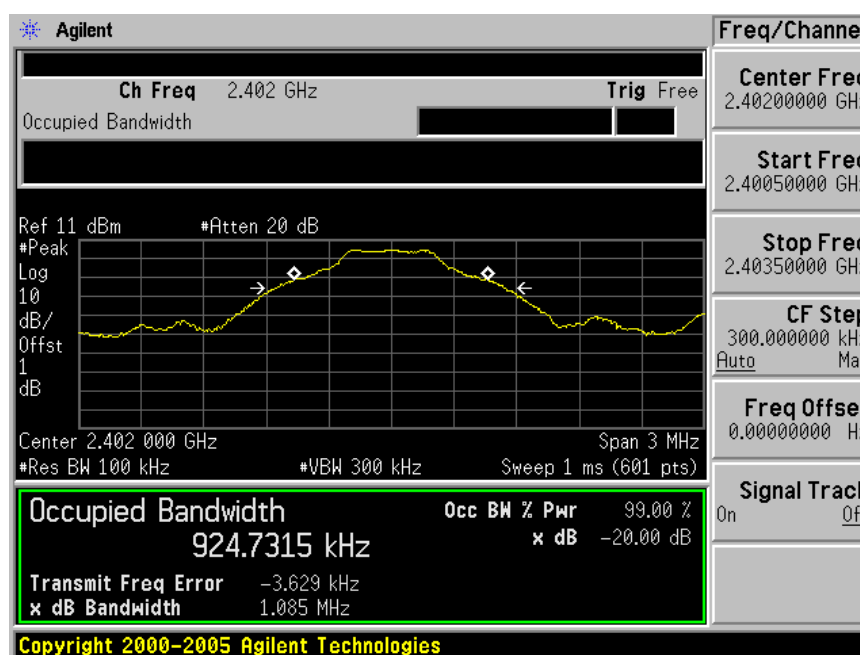 Agilent
Freq/Channe
Ch Freq 2.402 GHz Trig Free
Occupied Bandwidth
Center Fre
2.40200000 GH
Start Fre
2.40050000 GH
Stop Fre
2.40350000 GH
CF Ste
300.000000 kH
Auto Ma
Freq Offse
0.00000000 H
Signal Trac
On Of
Ref 11 dBm #Atten 20 dB
#Peak
Log
10
dB/
Offst
1
dB
Center 2.402 000 GHz Span 3 MHz
#Res BW 100 kHz #VBW 300 kHz Sweep 1 ms (601 pts)
Occupied Bandwidth Occ BW % Pwr 99.00 %
924.7315 kHz x dB -20.00 dB
Transmit Freq Error -3.629 kHz
x dB Bandwidth 1.085 MHz
Copyright 2000-2005 Agilent Technologies